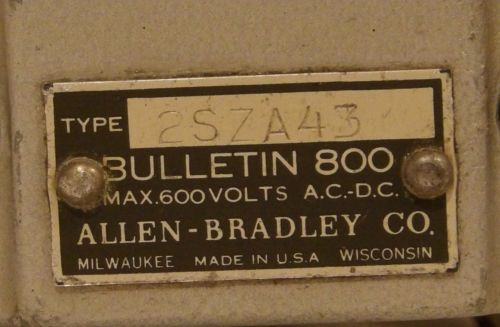 TYPE 2SZA43
BULLETIN 800
MAX. 600 VOLTS A.C.-D.C.
ALLEN-BRADLEY CO.
MILWAUKEE MADE IN U.S.A WISCONSIN